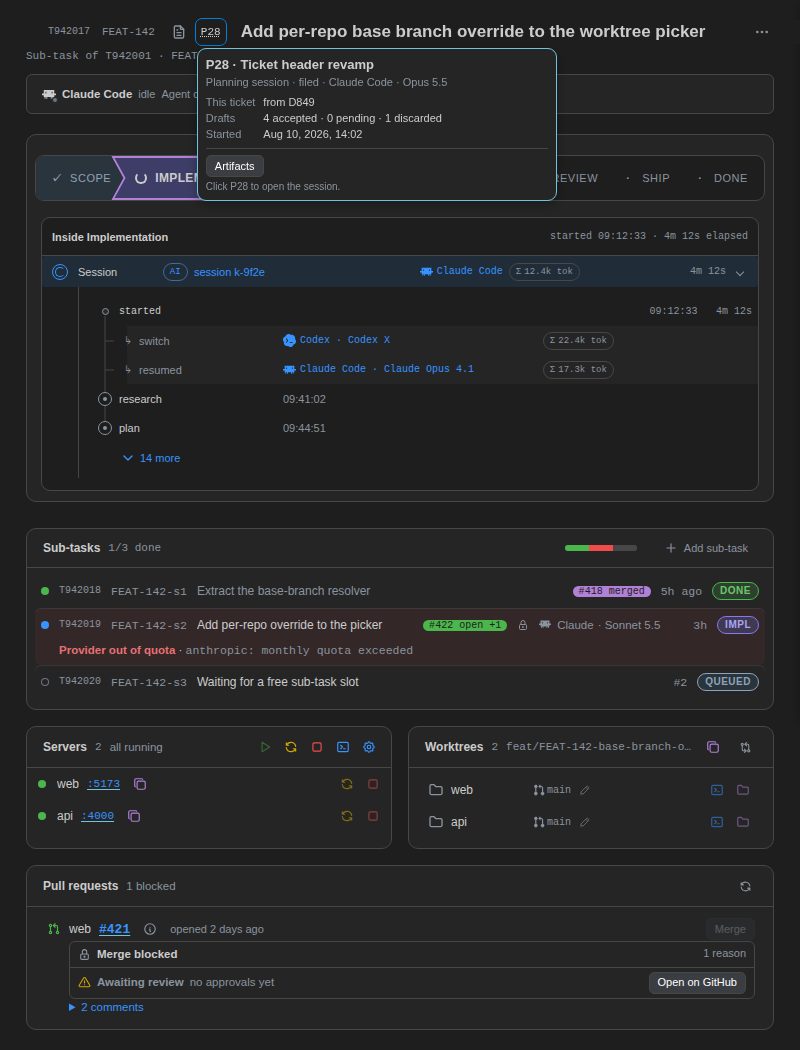 T942017 FEAT-142 P28 Add per-repo base branch override to the worktree picker
Sub-task of T942001 · FEAT
P28 · Ticket header revamp
Planning session · filed · Claude Code · Opus 5.5
This ticket from D849
Drafts 4 accepted · 0 pending · 1 discarded
Started Aug 10, 2026, 14:02
Artifacts
Click P28 to open the session.
Claude Code idle Agent
SCOPE
SHIP
DONE
Inside Implementation started 09:12:33 · 4m 12s elapsed
Session AI session k-9f2e Claude Code Σ 12.4k tok 4m 12s
started 09:12:33 4m 12s
↳ switch Codex · Codex X Σ 22.4k tok
↳ resumed Claude Code · Claude Opus 4.1 Σ 17.3k tok
research 09:41:02
plan 09:44:51
14 more
Sub-tasks 1/3 done + Add sub-task
T942018 FEAT-142-s1 Extract the base-branch resolver #418 merged 5h ago DONE
T942019 FEAT-142-s2 Add per-repo override to the picker #422 open +1 Claude · Sonnet 5.5 3h IMPL
Provider out of quota · anthropic: monthly quota exceeded
T942020 FEAT-142-s3 Waiting for a free sub-task slot #2 QUEUED
Servers 2 all running
web :5173
api :4000
Worktrees 2 feat/FEAT-142-base-branch-o…
web main
api main
Pull requests 1 blocked
web #421 opened 2 days ago Merge
Merge blocked 1 reason
Awaiting review no approvals yet Open on GitHub
2 comments